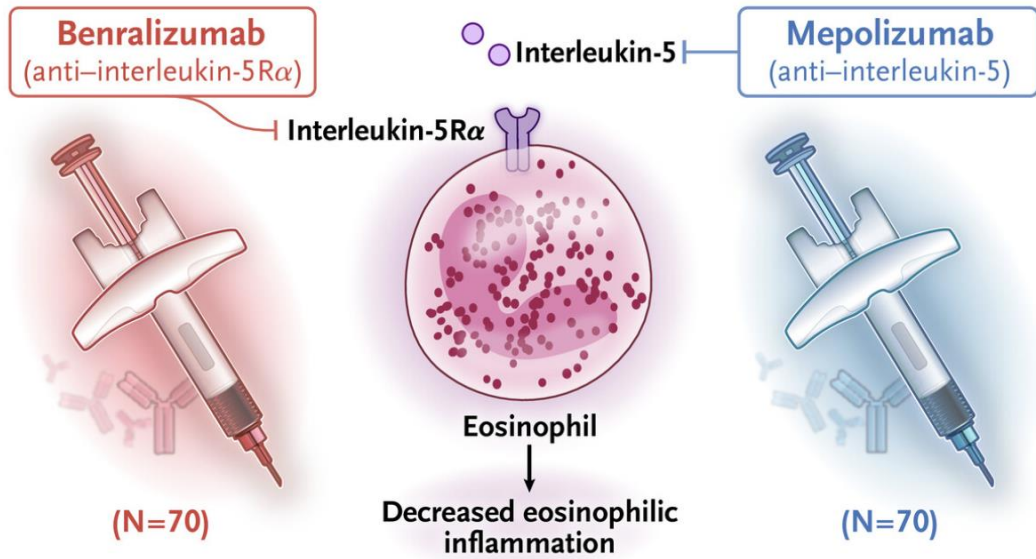 Benralizumab
(anti–interleukin-5Rα)
Interleukin-5
Mepolizumab
(anti–interleukin-5)
Interleukin-5Rα
Eosinophil
Decreased eosinophilic
inflammation
(N=70)
(N=70)